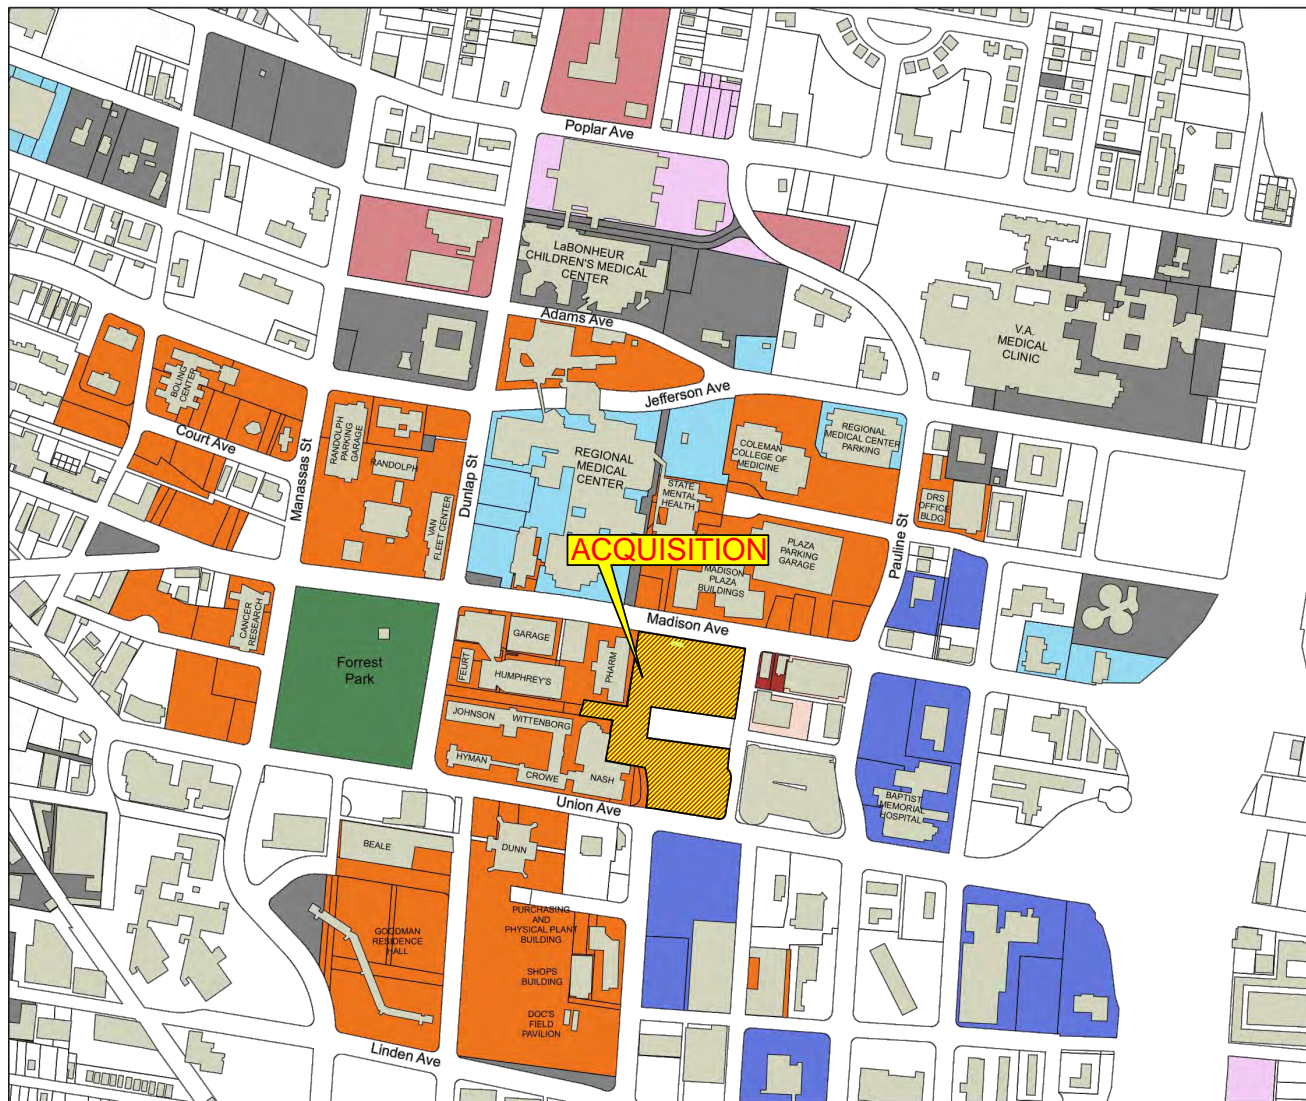 Poplar Ave
LaBONHEUR
CHILDREN'S MEDICAL
CENTER
Adams Ave
V.A.
MEDICAL
CLINIC
BOLING
CENTER
Court Ave
Manassas St
RANDOLPH
PARKING
GARAGE
RANDOLPH
VAN
FLEET CENTER
Dunlap St
Jefferson Ave
REGIONAL
MEDICAL
CENTER
STATE
MENTAL
HEALTH
COLEMAN
COLLEGE OF
MEDICINE
REGIONAL
MEDICAL CENTER
PARKING
DRS
OFFICE
BLDG
Pauline St
ACQUISITION
PLAZA
PARKING
GARAGE
MADISON
PLAZA
BUILDINGS
Madison Ave
CANCER
RESEARCH
Forrest
Park
GARAGE
FEURT
HUMPHREY'S
PHARM
JOHNSON
WITTENBORG
HYMAN
CROWE
NASH
Union Ave
BAPTIST
MEMORIAL
HOSPITAL
BEALE
DUNN
GOODMAN
RESIDENCE
HALL
PURCHASING
AND
PHYSICAL PLANT
BUILDING
SHOPS
BUILDING
DOC'S
FIELD
PAVILION
Linden Ave